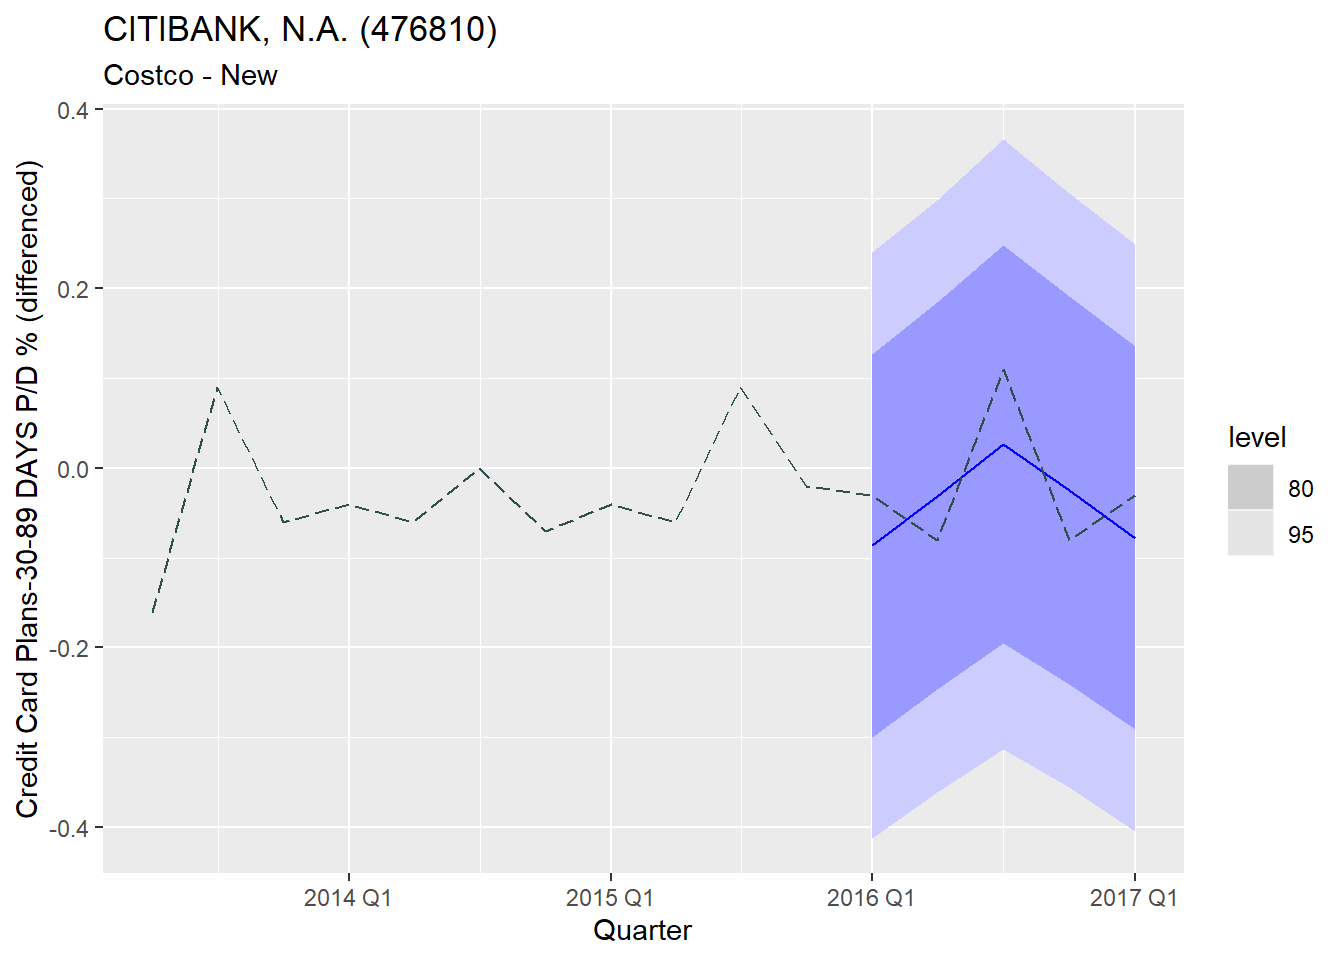 CITIBANK, N.A. (476810)
Costco - New
Credit Card Plans-30-89 DAYS P/D % (differenced)
0.4
0.2
0.0
-0.2
-0.4
2014 Q1
2015 Q1
2016 Q1
2017 Q1
Quarter
level
80
95